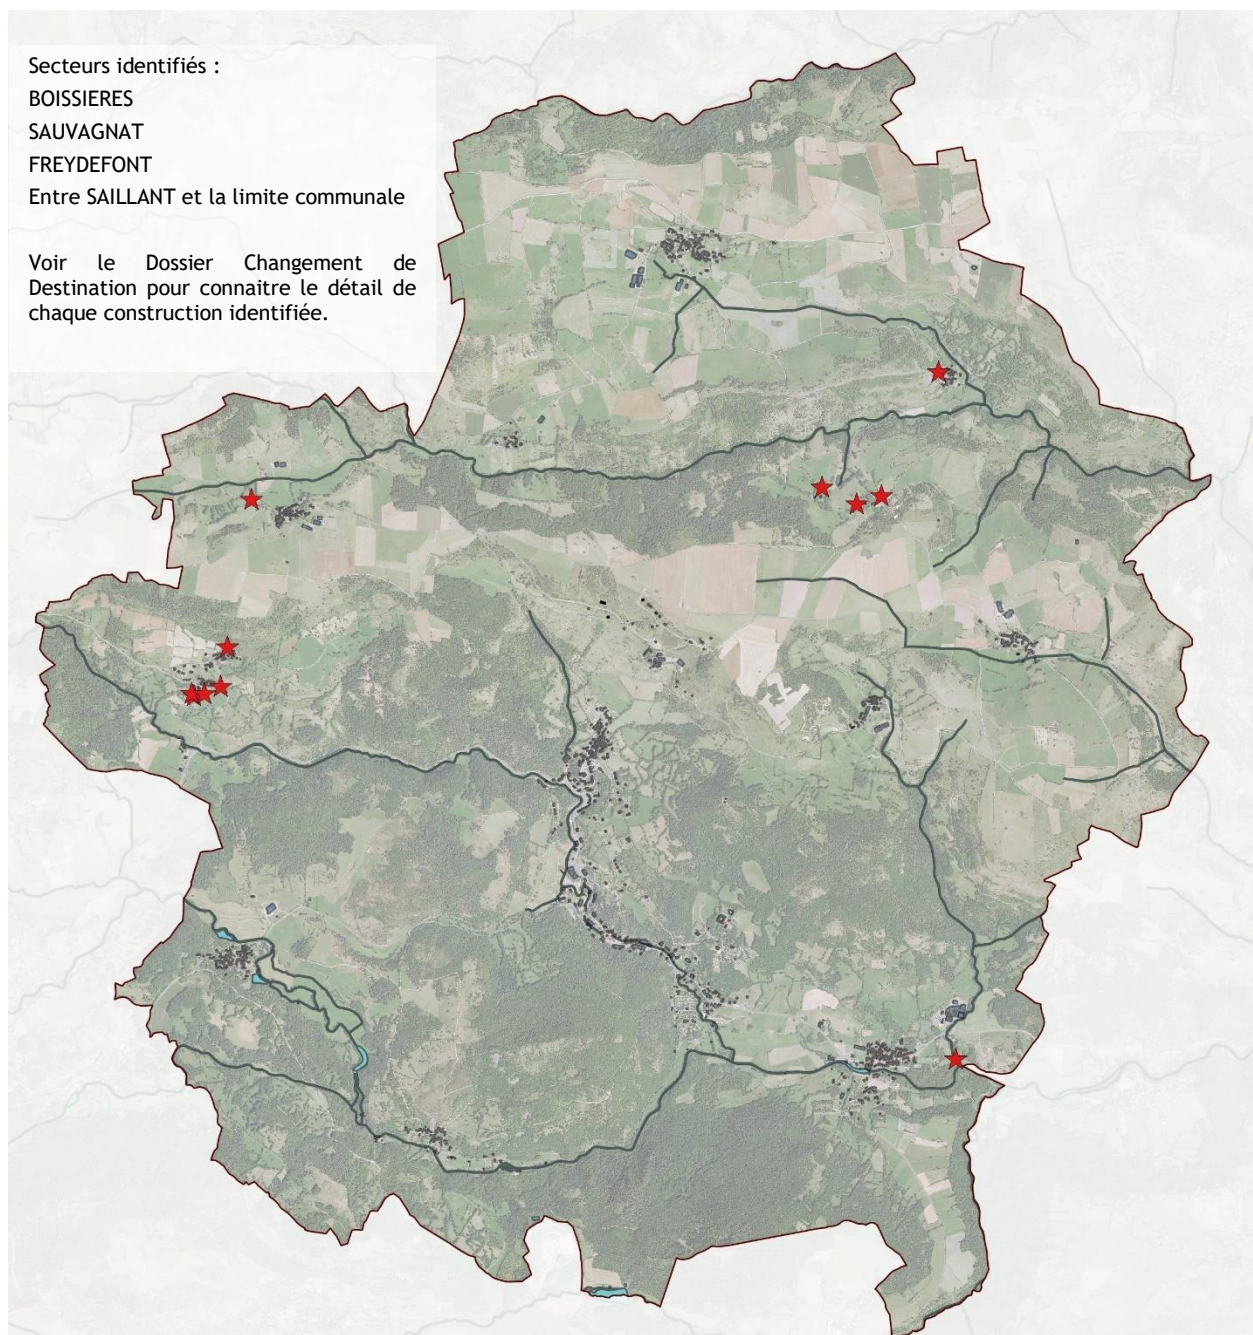 Secteurs identifiés :
BOISSIERES
SAUVAGNAT
FREYDEFONT
Entre SAILLANT et la limite communale
Voir le Dossier Changement de
Destination pour connaitre le détail de
chaque construction identifiée.